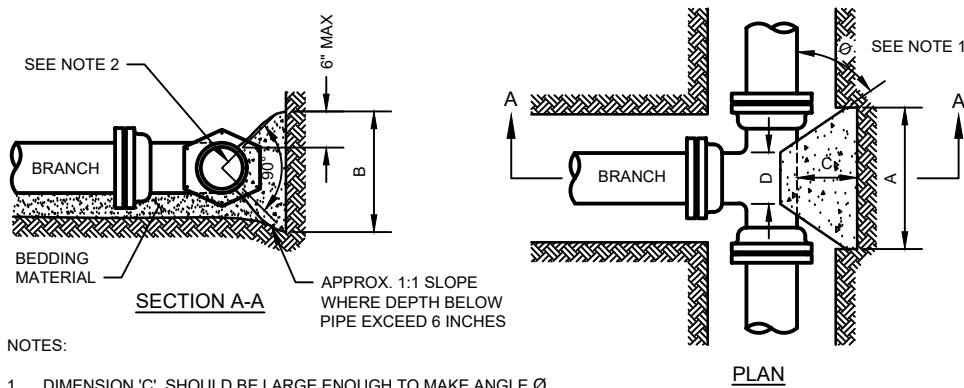 6" MAX
SEE NOTE 2
BRANCH
90°
B
BEDDING
MATERIAL
SECTION A-A
APPROX. 1:1 SLOPE
WHERE DEPTH BELOW
PIPE EXCEED 6 INCHES
SEE NOTE 1
Ø
A
A
BRANCH
D
C
A
PLAN
NOTES:
1. DIMENSION 'C' SHOULD BE LARGE ENOUGH TO MAKE ANGLE Ø